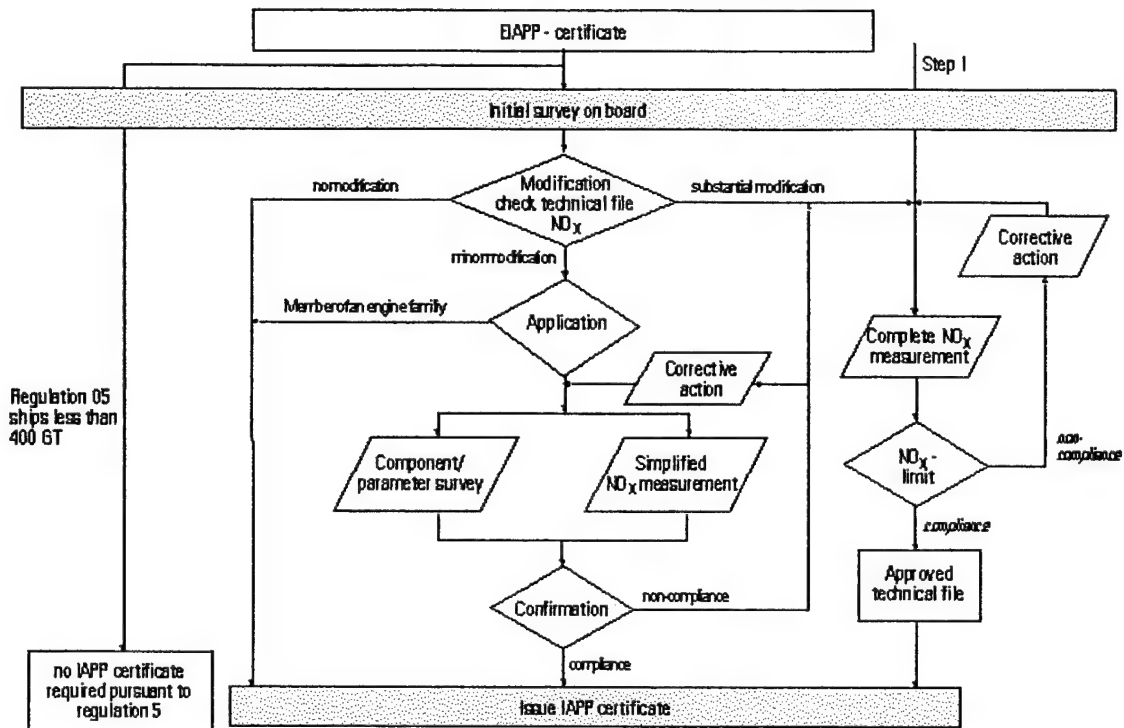 EIAPP - certificate
Step 1
Initial survey on board
no modification
Modification
check technical file
NOx
substantial modification
Corrective
action
minor modification
Member of an engine family
Application
Complete NOx
measurement
Corrective
action
Regulation 05
ships less than
400 GT
Component/
parameter survey
Simplified
NOx measurement
NOx -
limit
non-
compliance
compliance
Approved
technical file
Confirmation
non-compliance
compliance
no IAPP certificate
required pursuant to
regulation 5
Issue IAPP certificate